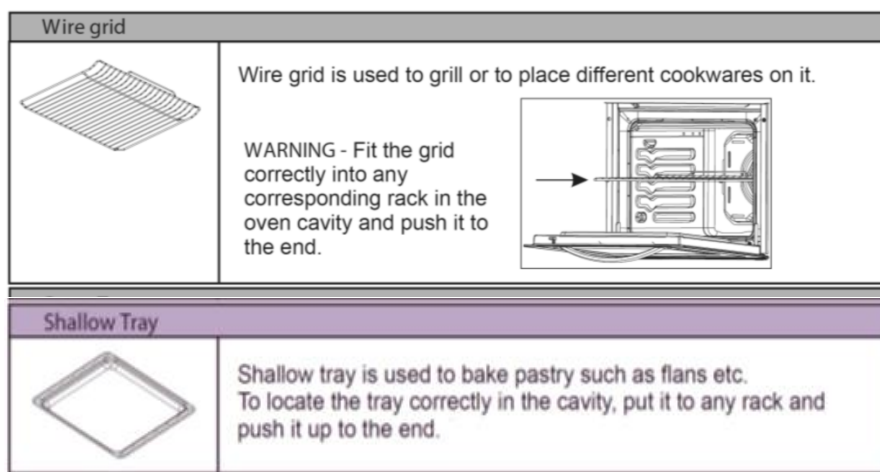 Wire grid
Wire grid is used to grill or to place different cookwares on it.
WARNING - Fit the grid
correctly into any
corresponding rack in the
oven cavity and push it to
the end.
Shallow Tray
Shallow tray is used to bake pastry such as flans etc.
To locate the tray correctly in the cavity, put it to any rack and
push it up to the end.